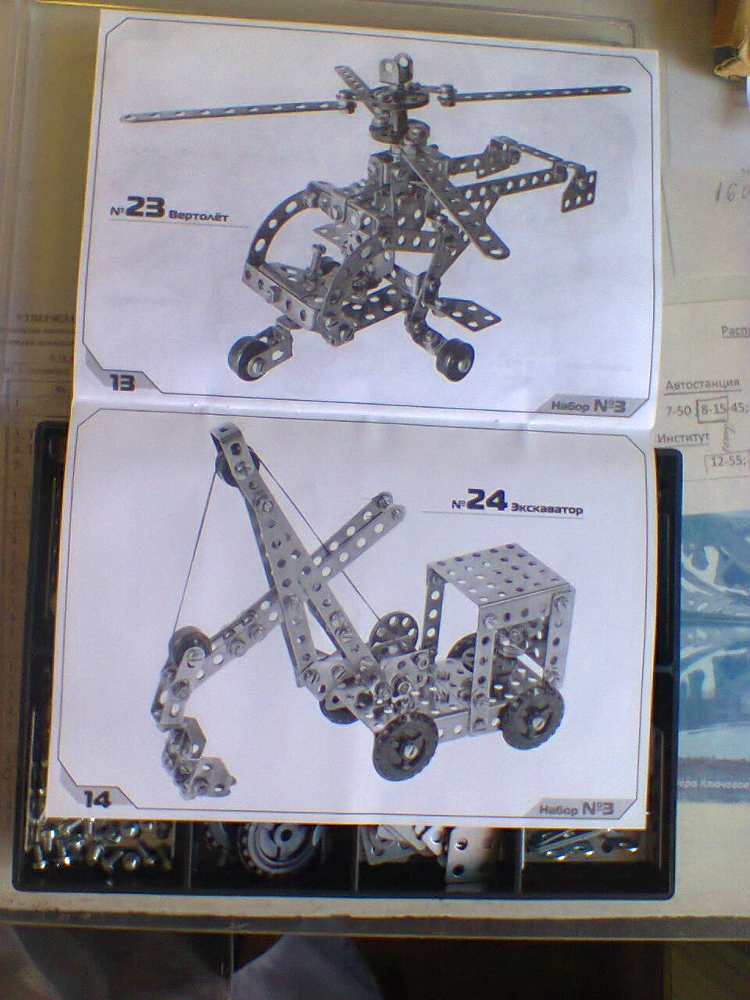 №23 Вертолёт
13
Набор №3
№24 Экскаватор
14
Набор №3
Автостанция
7-50 8-15 45;
Институт
12-55;